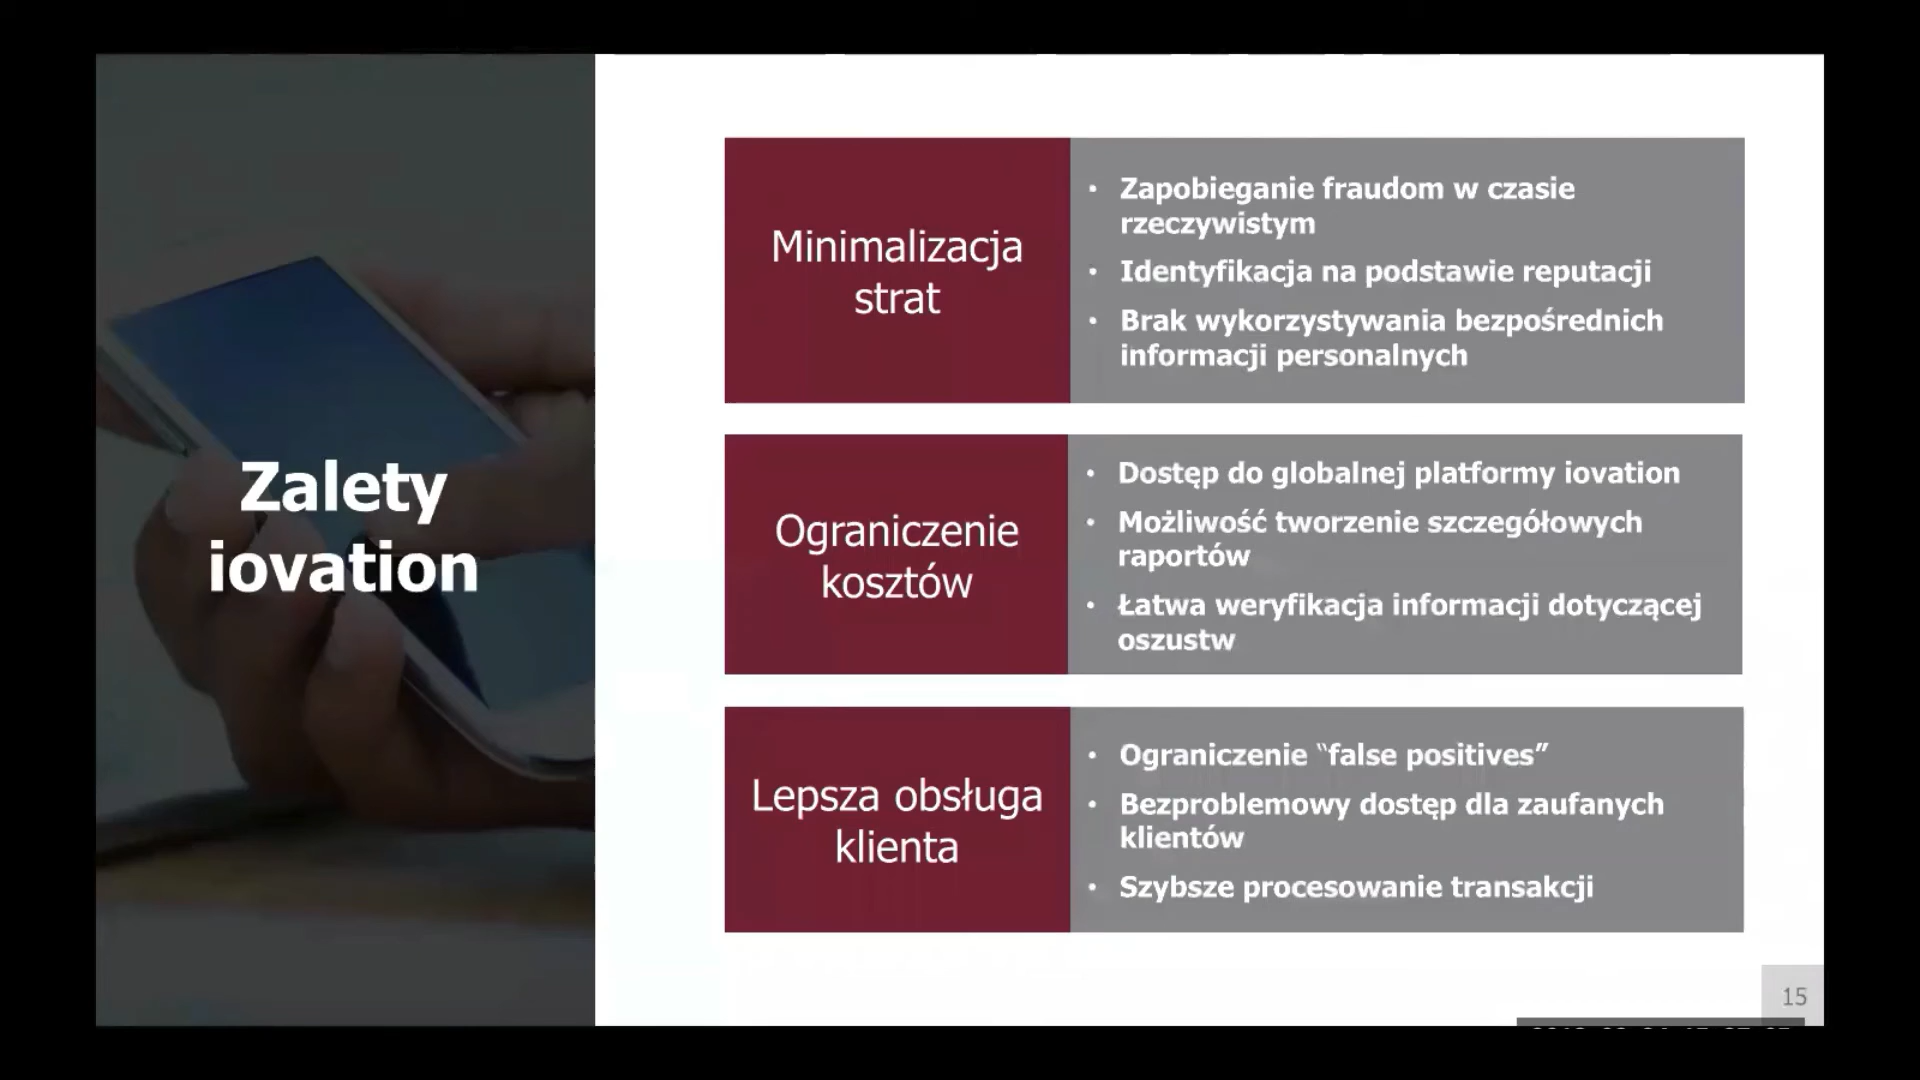 Zalety
iovation
Minimalizacja
strat
• Zapobieganie fraudom w czasie
rzeczywistym
• Identyfikacja na podstawie reputacji
• Brak wykorzystywania bezpośrednich
informacji personalnych
Ograniczenie
kosztów
• Dostęp do globalnej platformy iovation
• Możliwość tworzenie szczegółowych
raportów
• Łatwa weryfikacja informacji dotyczącej
oszustw
Lepsza obsługa
klienta
• Ograniczenie “false positives”
• Bezproblemowy dostęp dla zaufanych
klientów
• Szybsze procesowanie transakcji
15